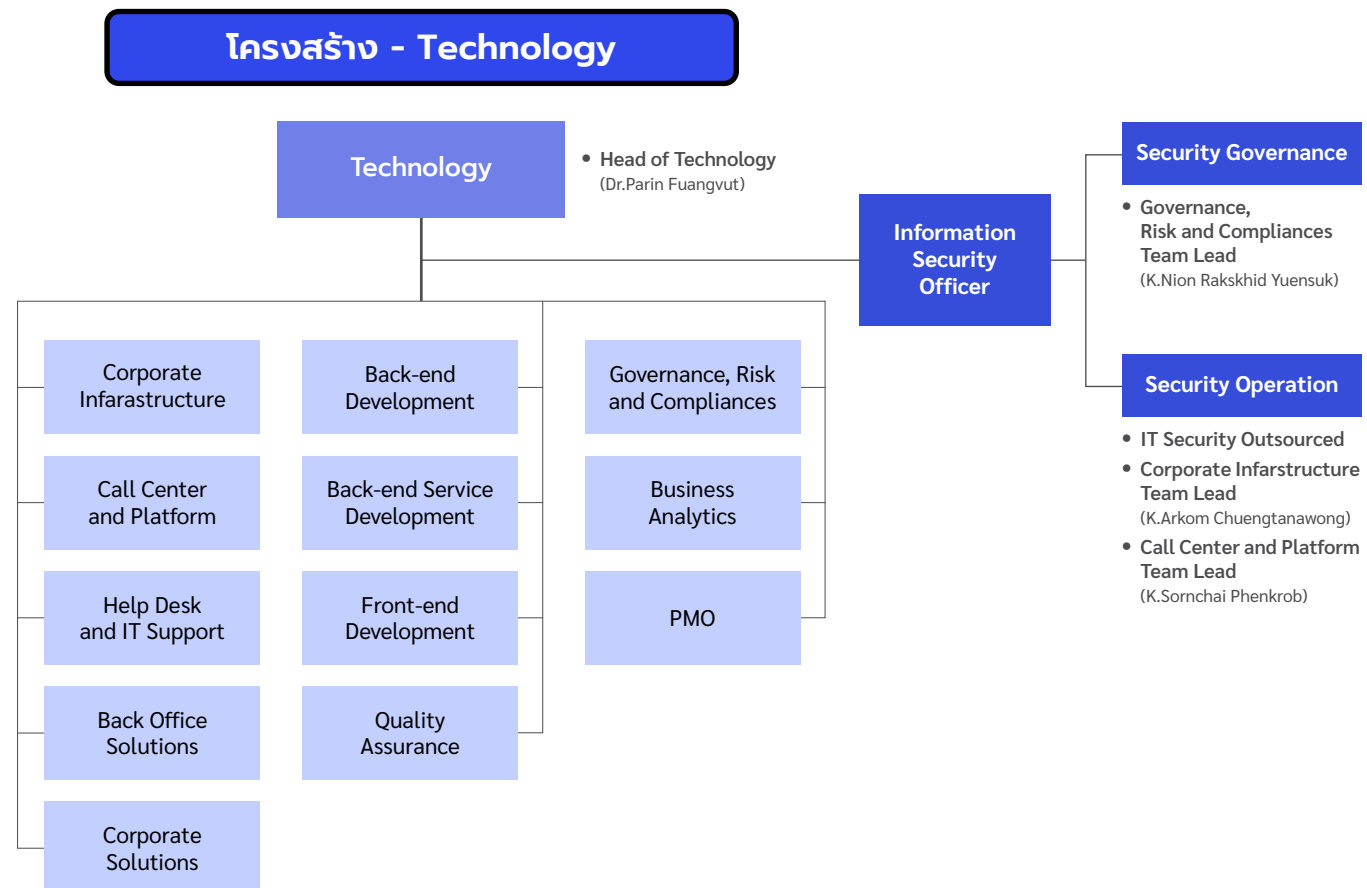 โครงสร้าง - Technology
Technology
• Head of Technology
(Dr.Parin Fuangvut)
Information
Security
Officer
Security Governance
• Governance,
Risk and Compliances
Team Lead
(K.Nion Rakskhid Yuensuk)
Security Operation
• IT Security Outsourced
• Corporate Infarstructure
Team Lead
(K.Arkom Chuengtanawong)
• Call Center and Platform
Team Lead
(K.Sornchai Phenkrob)
Corporate
Infarastructure
Call Center
and Platform
Help Desk
and IT Support
Back Office
Solutions
Corporate
Solutions
Back-end
Development
Back-end Service
Development
Front-end
Development
Quality
Assurance
Governance, Risk
and Compliances
Business
Analytics
PMO